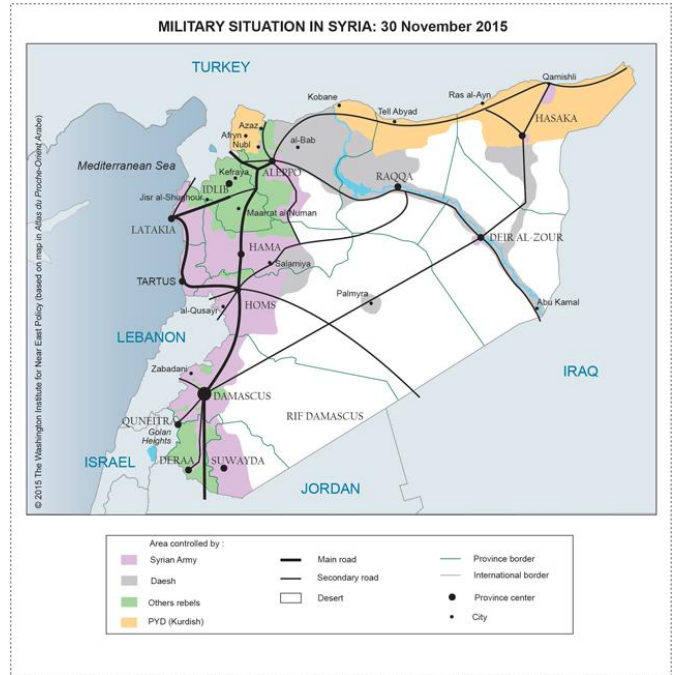 MILITARY SITUATION IN SYRIA: 30 November 2015
TURKEY
Qamishli
Kobane
Ras al-Ayn
Tell Abyad
HASAKA
Azaz
Afryn
Nubl
al-Bab
Mediterranean Sea
ALEPPO
Kefraya
IDLIB
RAQQA
Jisr al-Shughour
Maarrat al-Numan
LATAKIA
DEIR AL-ZOUR
HAMA
Salamiya
TARTUS
Palmyra
HOMS
al-Qusayr
Abu Kamal
LEBANON
Zabadani
IRAQ
DAMASCUS
QUNEITRA
RIF DAMASCUS
Golan
Heights
ISRAEL
DERAA
SUWAYDA
JORDAN
© 2015 The Washington Institute for Near East Policy (based on map in Atlas du Proche-Orient Arabe)
Area controlled by :
Syrian Army
Daesh
Others rebels
PYD (Kurdish)
Main road
Secondary road
Desert
Province border
International border
Province center
City